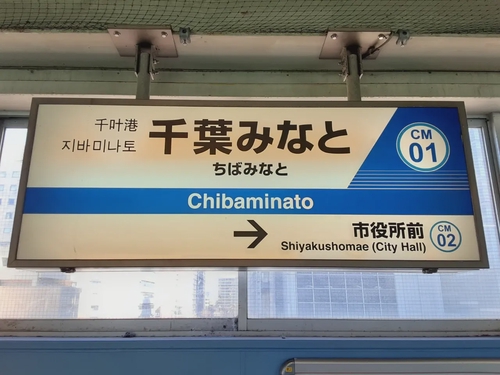 千叶港
지바미나토
千葉みなと
ちばみなと
CM
01
Chibaminato
市役所前
Shiyakushomae (City Hall)
CM
02